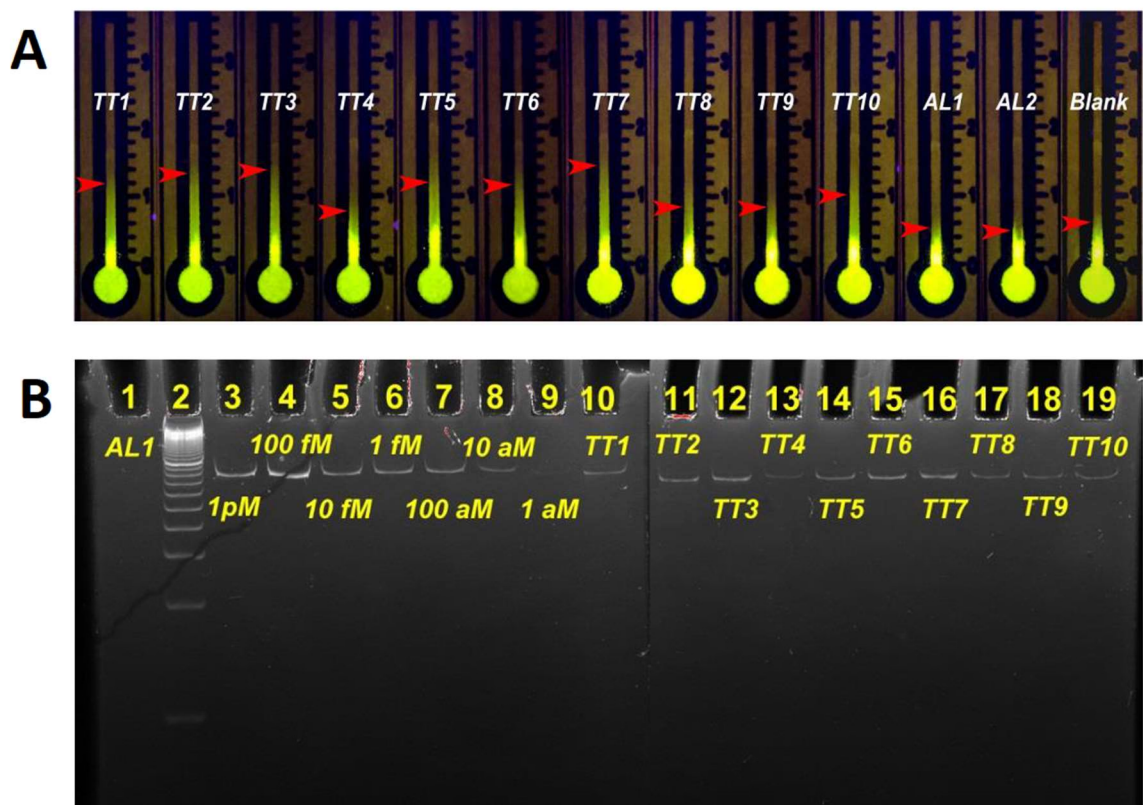 A
TT1 TT2 TT3 TT4 TT5 TT6 TT7 TT8 TT9 TT10 AL1 AL2 Blank
B
1 2 3 4 5 6 7 8 9 10 11 12 13 14 15 16 17 18 19
AL1 100 fM 1 fM 10 aM TT1 TT2 TT4 TT6 TT8 TT10
1pM 10 fM 100 aM 1 aM TT3 TT5 TT7 TT9